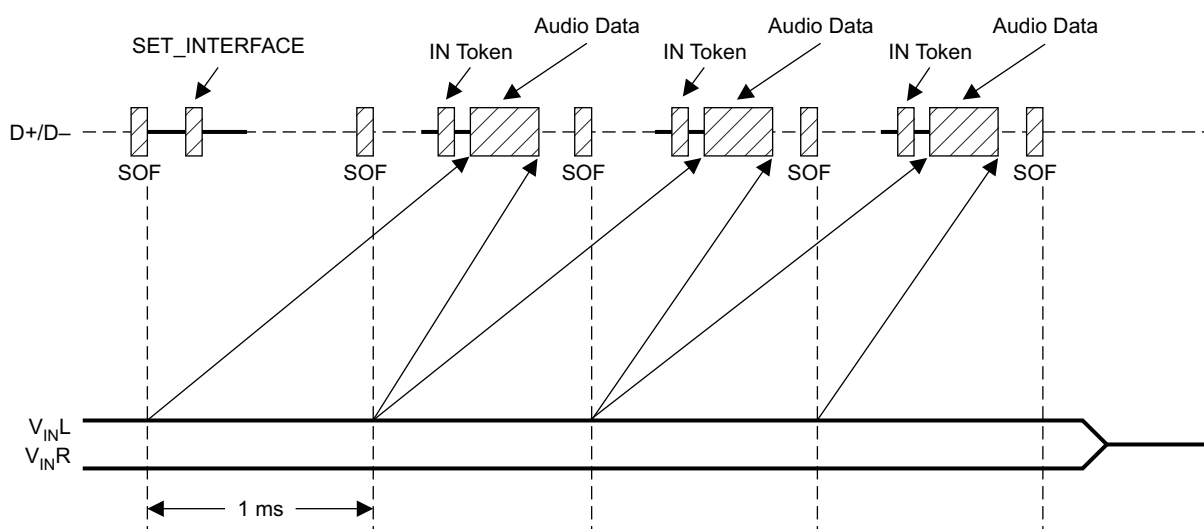 Audio Data
Audio Data
Audio Data
SET_INTERFACE
IN Token
IN Token
IN Token
D+/D–
SOF
SOF
SOF
SOF
SOF
VINL
VINR
1 ms